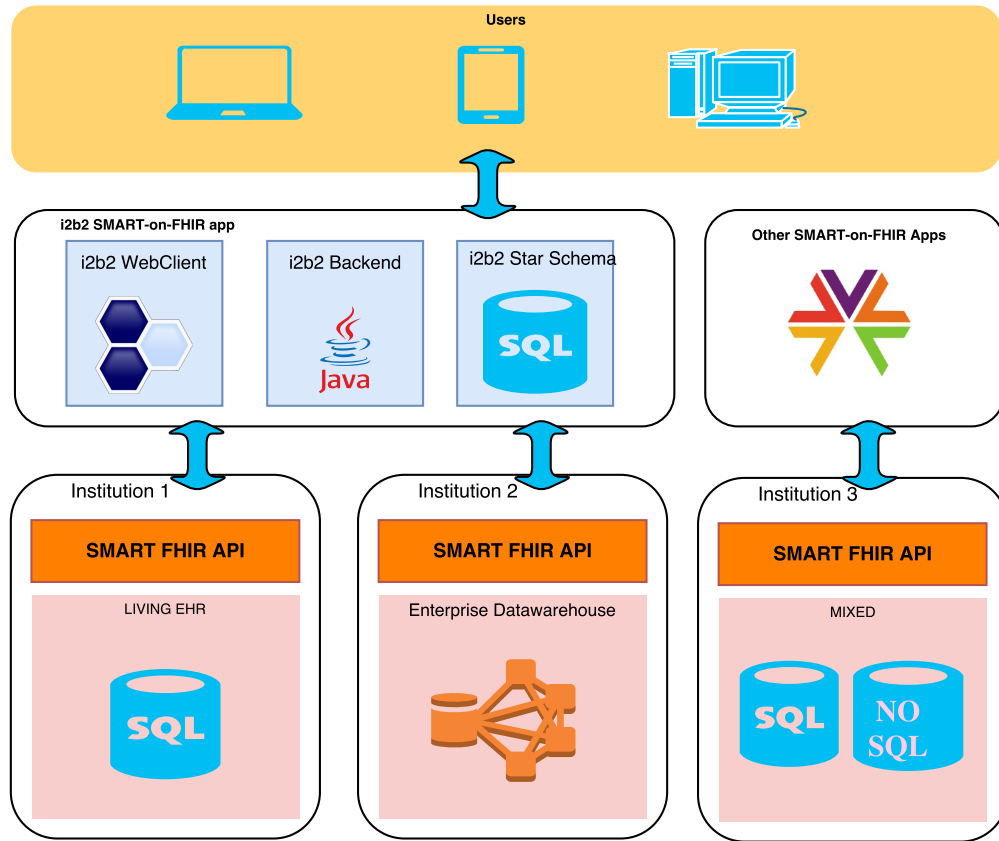 Users
i2b2 SMART-on-FHIR app
i2b2 WebClient
i2b2 Backend
i2b2 Star Schema
Java
SQL
Other SMART-on-FHIR Apps
Institution 1
SMART FHIR API
LIVING EHR
SQL
Institution 2
SMART FHIR API
Enterprise Datawarehouse
Institution 3
SMART FHIR API
MIXED
SQL
NO
SQL